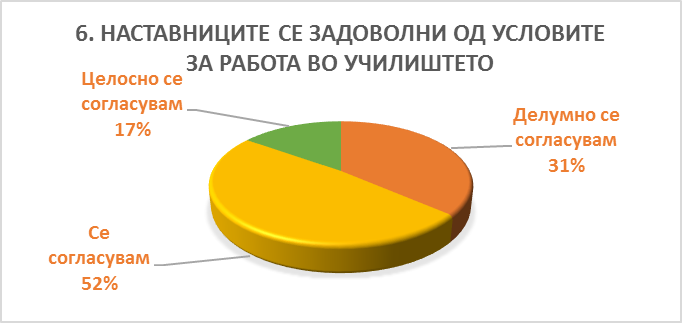 6. НАСТАВНИЦИТЕ СЕ ЗАДОВОЛНИ ОД УСЛОВИТЕ
ЗА РАБОТА ВО УЧИЛИШТЕТО
Целосно се
согласувам
17%
Делумно се
согласувам
31%
Се
согласувам
52%